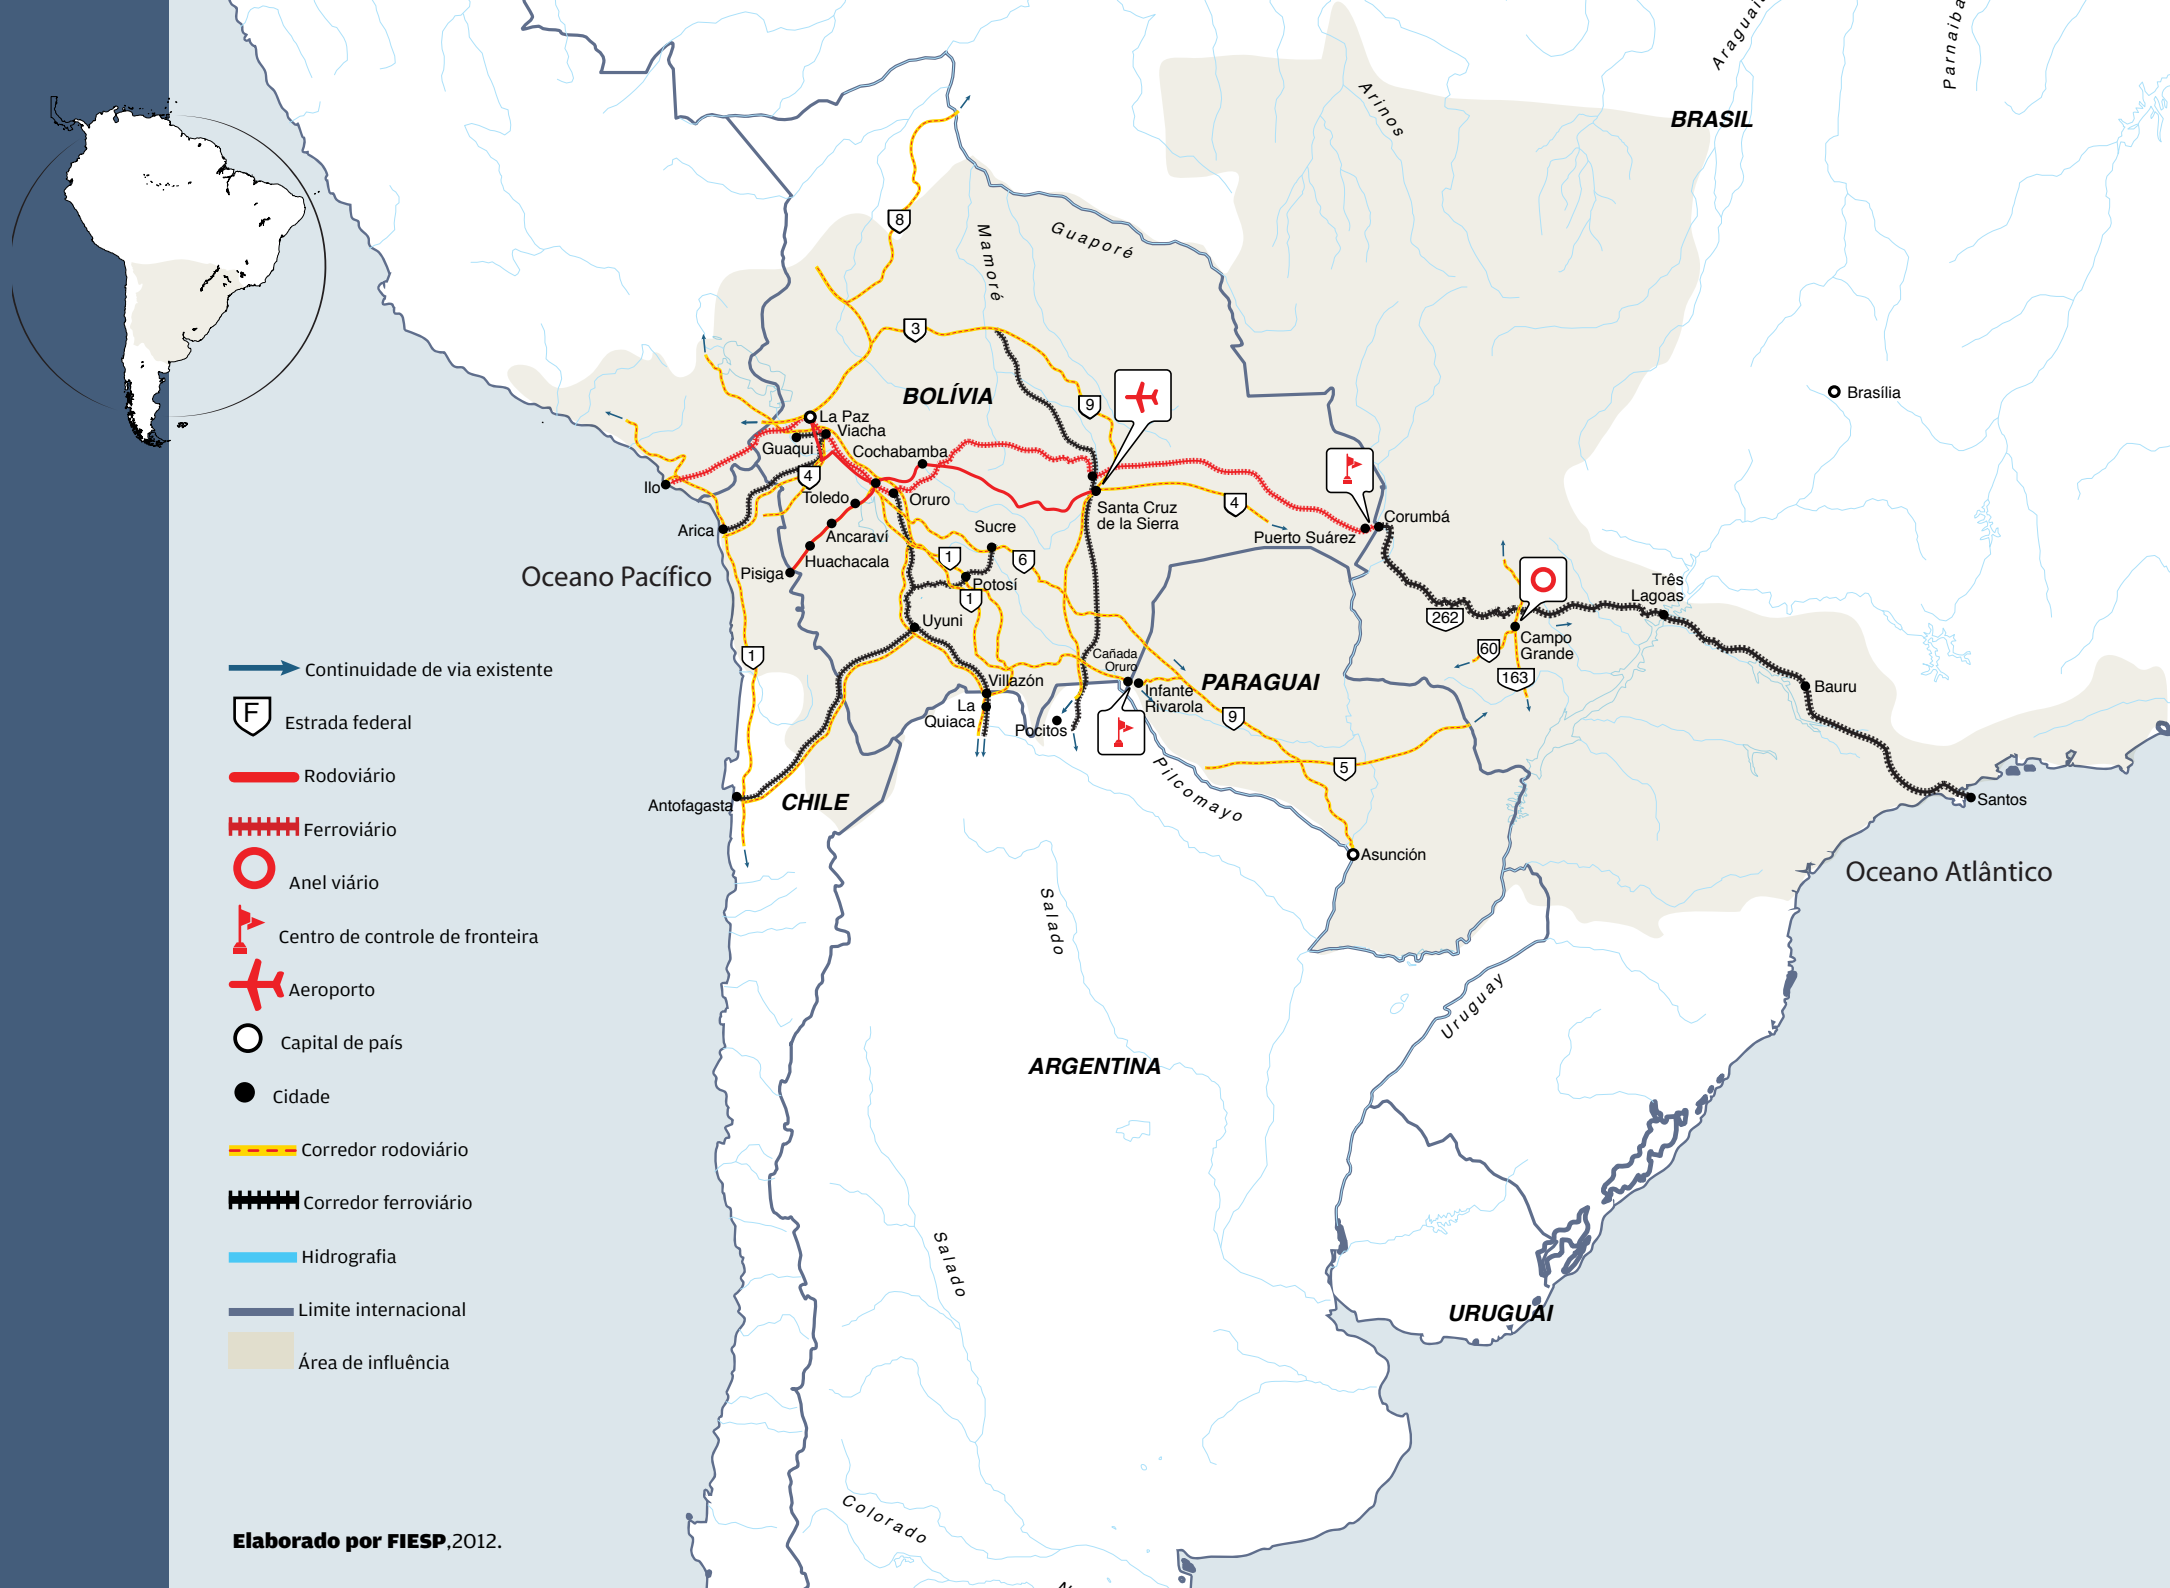 Araguaia
Parnaíba
Arinos
BRASIL
8
Mamoré
Guaporé
3
BOLÍVIA
9
Brasília
La Paz
Viacha
Guaqui
Cochabamba
4
Ilo
Toledo
Oruro
4
Santa Cruz
de la Sierra
Corumbá
Puerto Suárez
Arica
Ancaraví
Sucre
Huachacala
1
6
Pisiga
Potosí
1
Oceano Pacífico
Três
Lagoas
262
Uyuni
Campo
Grande
60
163
1
Cañada
Oruro
Villazón
Infante
Rivarola
PARAGUAI
Bauru
La
Quiaca
Pocitos
9
5
Pilcomayo
Antofagasta
CHILE
Santos
Asunción
Oceano Atlântico
Salado
Uruguay
ARGENTINA
Salado
URUGUAI
Colorado
Continuidade de via existente
F
Estrada federal
Rodoviário
Ferroviário
Anel viário
Centro de controle de fronteira
Aeroporto
Capital de país
Cidade
Corredor rodoviário
Corredor ferroviário
Hidrografia
Limite internacional
Área de influência
Elaborado por FIESP,2012.